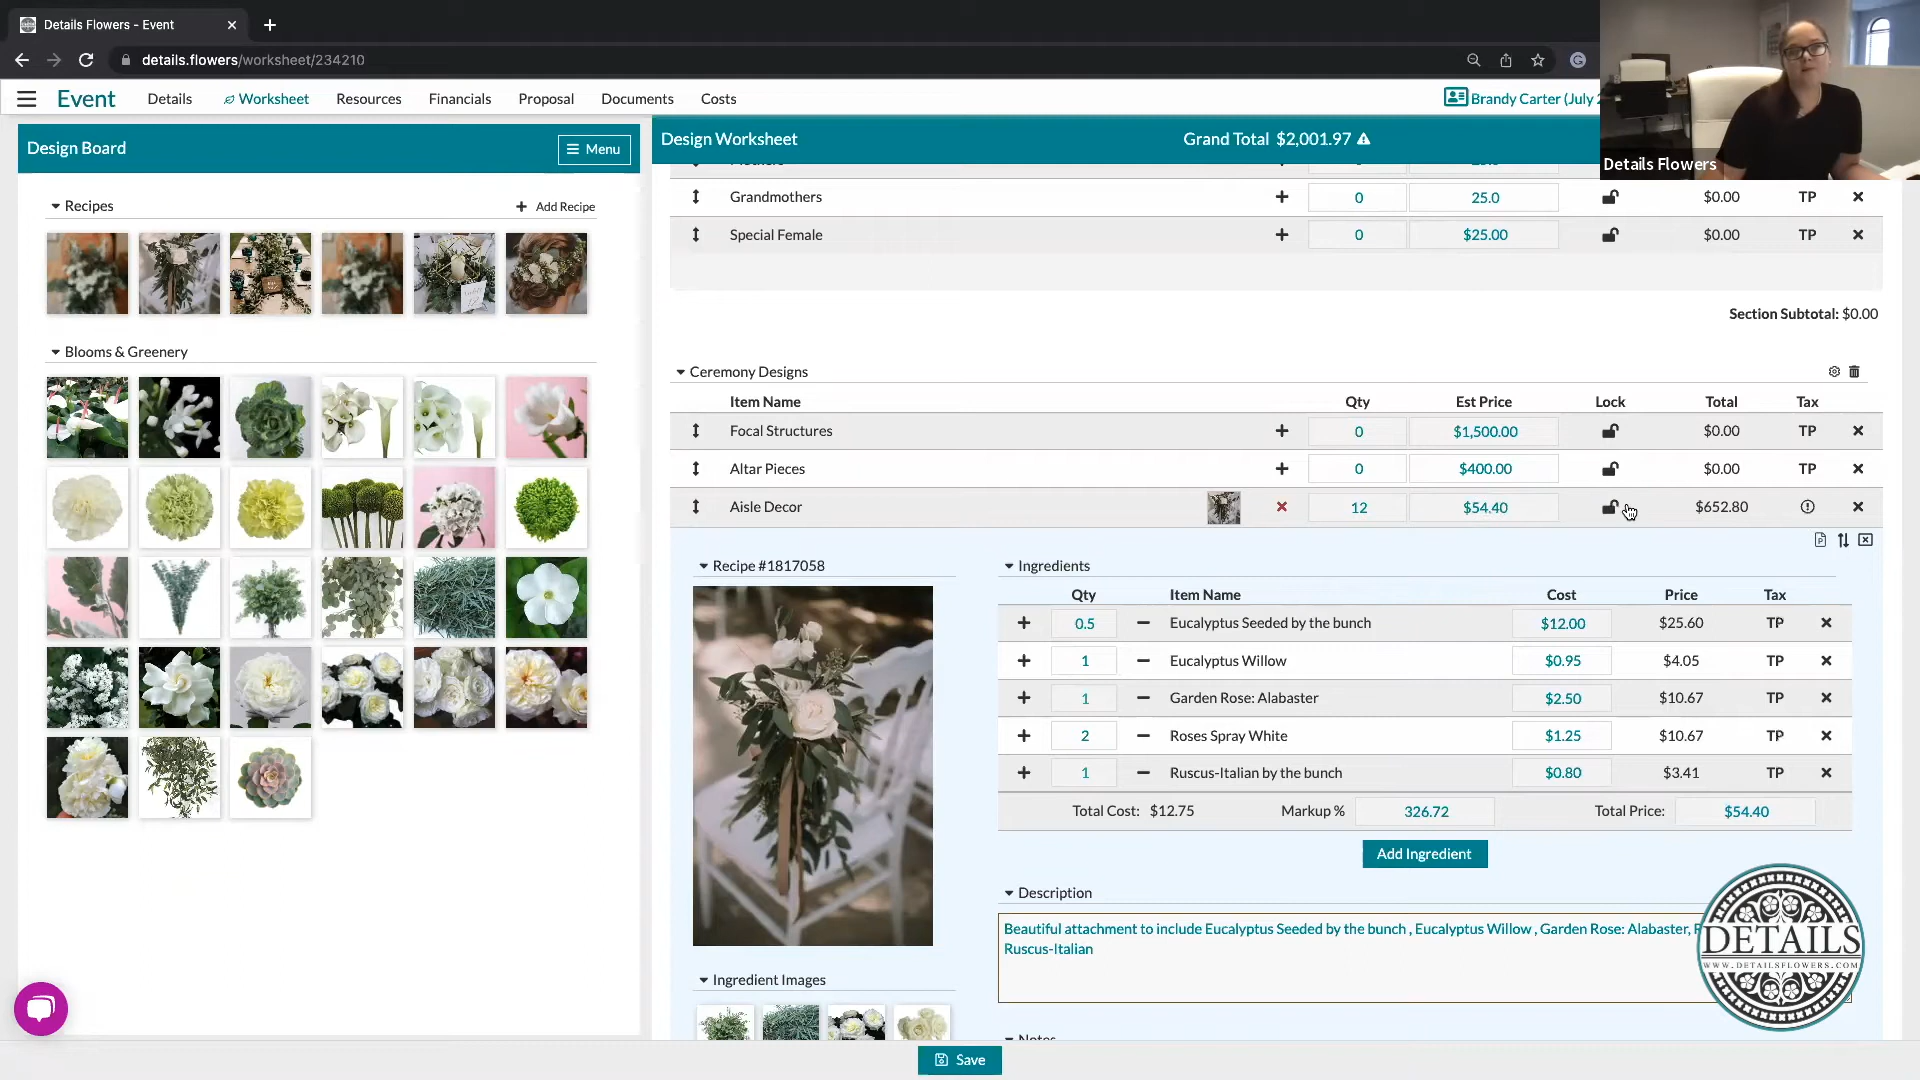 Details Flowers - Event
details.flowers/worksheet/234210
Event Details Worksheet Resources Financials Proposal Documents Costs
Brandy Carter (July
Details Flowers
Design Board
Menu
Recipes
Add Recipe
Blooms & Greenery
Design Worksheet
Grand Total $2,001.97
Grandmothers 0 25.0 $0.00 TP
Special Female 0 $25.00 $0.00 TP
Section Subtotal: $0.00
Ceremony Designs
Item Name Qty Est Price Lock Total Tax
Focal Structures 0 $1,500.00 $0.00 TP
Altar Pieces 0 $400.00 $0.00 TP
Aisle Decor 12 $54.40 $652.80
Recipe #1817058
Ingredients
Qty Item Name Cost Price Tax
0.5 Eucalyptus Seeded by the bunch $12.00 $25.60 TP
1 Eucalyptus Willow $0.95 $4.05 TP
1 Garden Rose: Alabaster $2.50 $10.67 TP
2 Roses Spray White $1.25 $10.67 TP
1 Ruscus-Italian by the bunch $0.80 $3.41 TP
Total Cost: $12.75 Markup % 326.72 Total Price: $54.40
Add Ingredient
Description
Beautiful attachment to include Eucalyptus Seeded by the bunch , Eucalyptus Willow , Garden Rose: Alabaster,
Ruscus-Italian
Ingredient Images
Notes
DETAILS
WWW.DETAILSFLOWERS.COM
Save